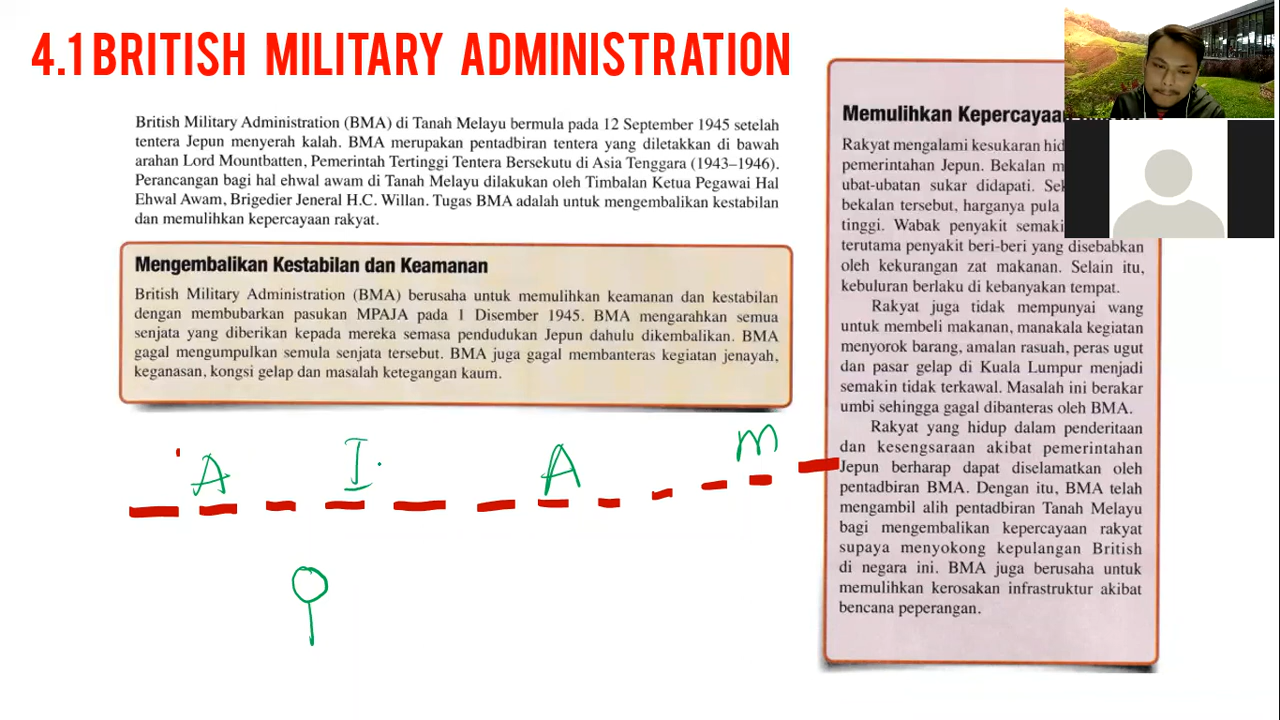 4.1 BRITISH MILITARY ADMINISTRATION
British Military Administration (BMA) di Tanah Melayu bermula pada 12 September 1945 setelah
tentera Jepun menyerah kalah. BMA merupakan pentadbiran tentera yang diletakkan di bawah
arahan Lord Mountbatten, Pemerintah Tertinggi Tentera Bersekutu di Asia Tenggara (1943–1946).
Perancangan bagi hal ehwal awam di Tanah Melayu dilakukan oleh Timbalan Ketua Pegawai Hal
Ehwal Awam, Brigedier Jeneral H.C. Willan. Tugas BMA adalah untuk mengembalikan kestabilan
dan memulihkan kepercayaan rakyat.
Mengembalikan Kestabilan dan Keamanan
British Military Administration (BMA) berusaha untuk memulihkan keamanan dan kestabilan
dengan membubarkan pasukan MPAJA pada 1 Disember 1945. BMA mengarahkan semua
senjata yang diberikan kepada mereka semasa pendudukan Jepun dahulu dikembalikan. BMA
gagal mengumpulkan semula senjata tersebut. BMA juga gagal membanteras kegiatan jenayah,
keganasan, kongsi gelap dan masalah ketegangan kaum.
A I A M
Memulihkan Kepercayaa
Rakyat mengalami kesukaran hid
pemerintahan Jepun. Bekalan m
ubat-ubatan sukar didapati. Sek
bekalan tersebut, harganya pula
tinggi. Wabak penyakit semaki
terutama penyakit beri-beri yang disebabkan
oleh kekurangan zat makanan. Selain itu,
kebuluran berlaku di kebanyakan tempat.
Rakyat juga tidak mempunyai wang
untuk membeli makanan, manakala kegiatan
menyorok barang, amalan rasuah, peras ugut
dan pasar gelap di Kuala Lumpur menjadi
semakin tidak terkawal. Masalah ini berakar
umbi sehingga gagal dibanteras oleh BMA.
Rakyat yang hidup dalam penderitaan
dan kesengsaraan akibat pemerintahan
Jepun berharap dapat diselamatkan oleh
pentadbiran BMA. Dengan itu, BMA telah
mengambil alih pentadbiran Tanah Melayu
bagi mengembalikan kepercayaan rakyat
supaya menyokong kepulangan British
di negara ini. BMA juga berusaha untuk
memulihkan kerosakan infrastruktur akibat
bencana peperangan.